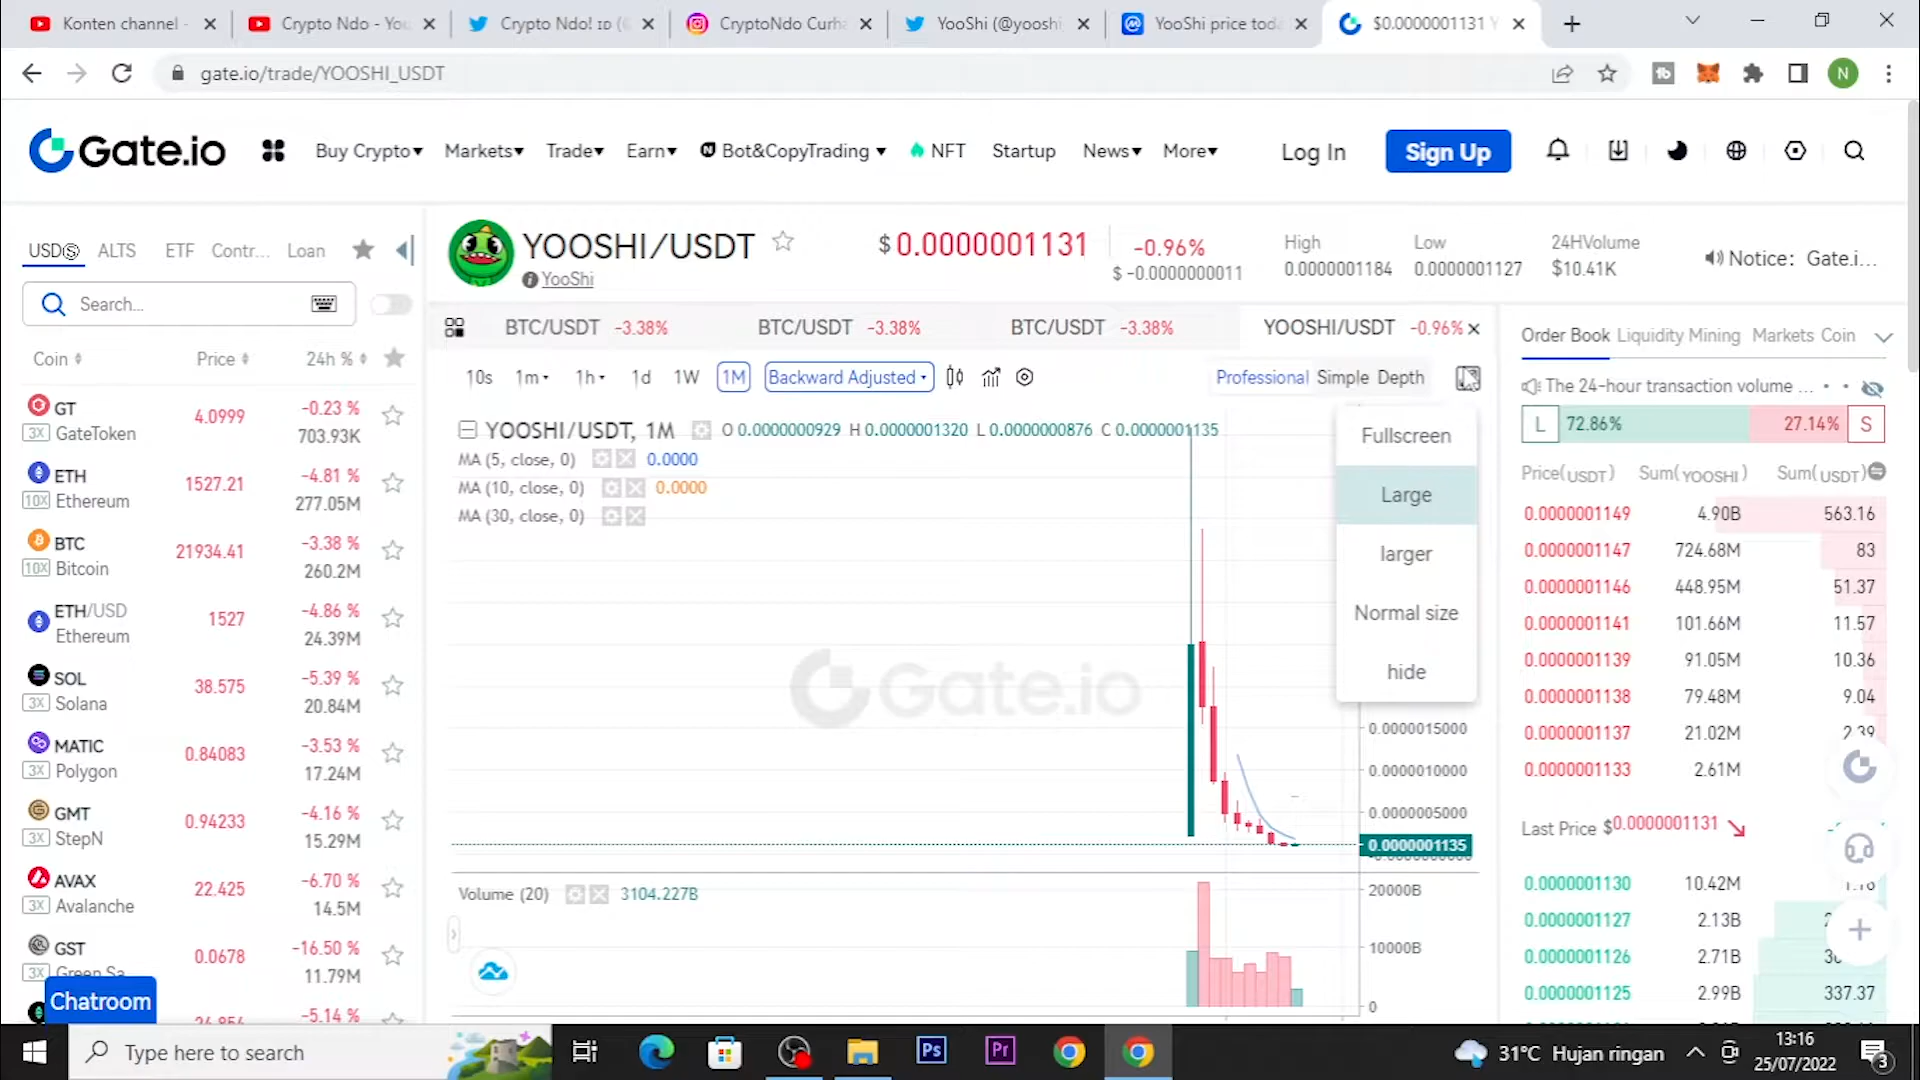 Konten channel -
Crypto Ndo - You
Crypto Ndo! ɪᴅ (
CryptoNdo Curha
YooShi (@yooshi
YooShi price toda
$0.0000001131 Y
gate.io/trade/YOOSHI_USDT
N
Gate.io
Buy Crypto▾
Markets▾
Trade▾
Earn▾
Bot&CopyTrading ▾
NFT
Startup
News▾
More▾
Log In
Sign Up
USDⓈ ALTS ETF Contr... Loan
Search...
Coin Price 24h %
GT 4.0999 -0.23 %
3X GateToken 703.93K
ETH 1527.21 -4.81 %
10X Ethereum 277.05M
BTC 21934.41 -3.38 %
10X Bitcoin 260.2M
ETH/USD 1527 -4.86 %
Ethereum 24.39M
SOL 38.575 -5.39 %
3X Solana 20.84M
MATIC 0.84083 -3.53 %
3X Polygon 17.24M
GMT 0.94233 -4.16 %
3X StepN 15.29M
AVAX 22.425 -6.70 %
3X Avalanche 14.5M
GST 0.0678 -16.50 %
3X Green Sa 11.79M
-5.14 %
Chatroom
YOOSHI/USDT
YooShi
$0.0000001131
-0.96%
$ -0.0000000011
High
0.0000001184
Low
0.0000001127
24HVolume
$10.41K
Notice: Gate.i...
BTC/USDT -3.38%
BTC/USDT -3.38%
BTC/USDT -3.38%
YOOSHI/USDT -0.96%
10s 1m▾ 1h▾ 1d 1W 1M Backward Adjusted▾
Professional Simple Depth
YOOSHI/USDT, 1M O 0.0000000929 H 0.0000001320 L 0.0000000876 C 0.0000001135
MA (5, close, 0) 0.0000
MA (10, close, 0) 0.0000
MA (30, close, 0)
Fullscreen
Large
larger
Normal size
hide
Gate.io
0.0000015000
0.0000010000
0.0000005000
0.0000001135
Volume (20) 3104.227B
20000B
10000B
0
Order Book Liquidity Mining Markets Coin
The 24-hour transaction volume ...
L 72.86% 27.14% S
Price(USDT) Sum(YOOSHI) Sum(USDT)
0.0000001149 4.90B 563.16
0.0000001147 724.68M 83
0.0000001146 448.95M 51.37
0.0000001141 101.66M 11.57
0.0000001139 91.05M 10.36
0.0000001138 79.48M 9.04
0.0000001137 21.02M 2.39
0.0000001133 2.61M
Last Price $0.0000001131
0.0000001130 10.42M
0.0000001127 2.13B
0.0000001126 2.71B
0.0000001125 2.99B 337.37
Type here to search
Ps
Pr
31°C Hujan ringan
13:16
25/07/2022
3